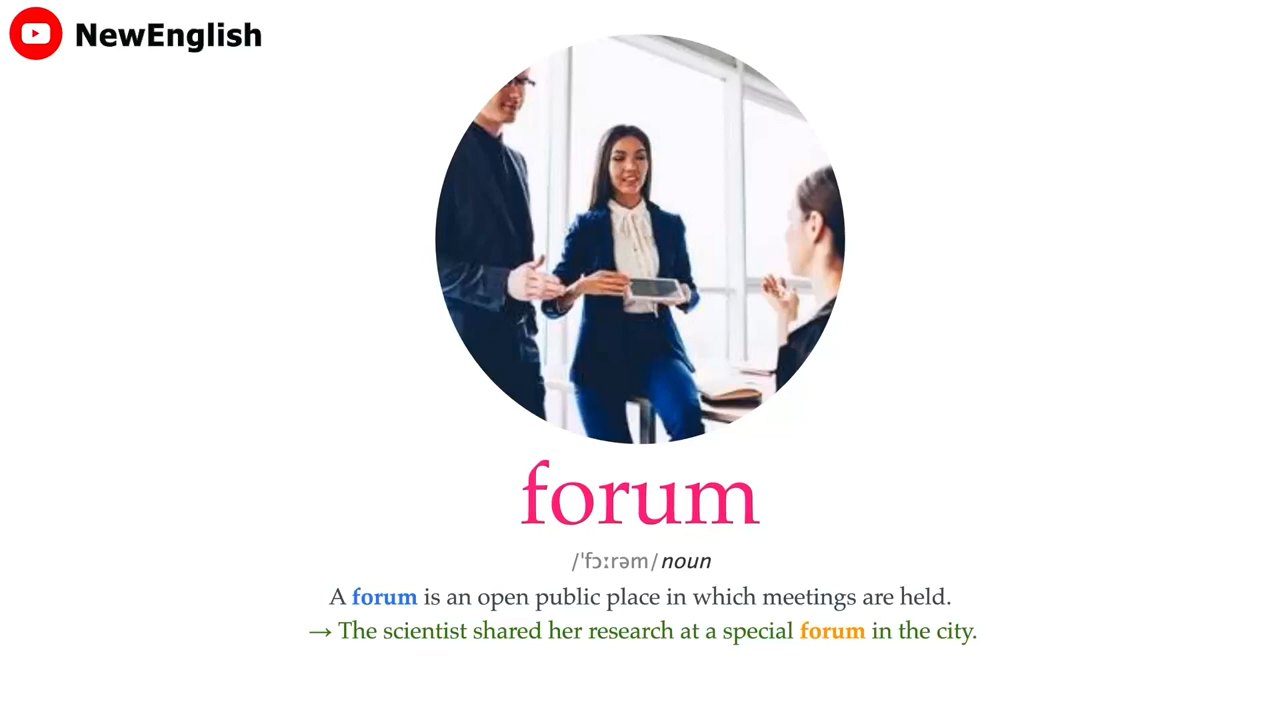 NewEnglish
forum
/ˈfɔːrəm/ noun
A forum is an open public place in which meetings are held.
→ The scientist shared her research at a special forum in the city.